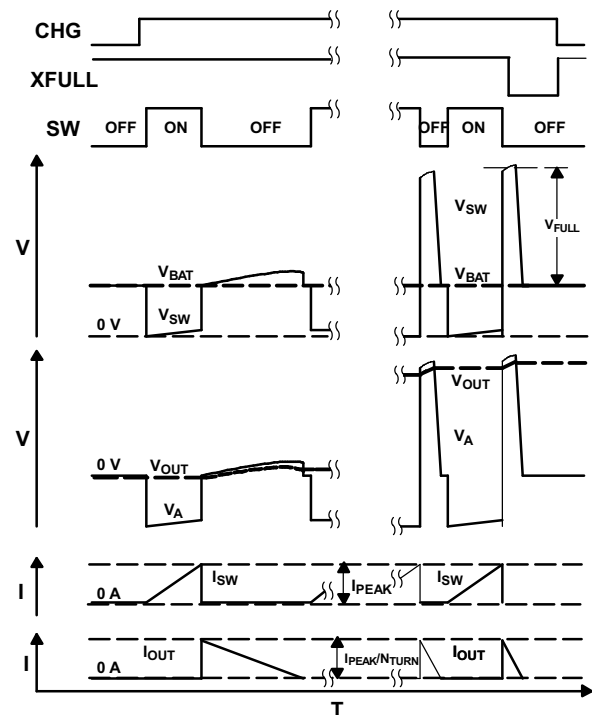 CHG
XFULL
SW OFF ON OFF OFF ON OFF
V
VSW
VFULL
VBAT VBAT
VSW
0 V
V
VOUT
0 V VOUT
VA
VA
I
ISW IPEAK ISW
0 A
I
IOUT IPEAK/NTURN IOUT
0 A
T